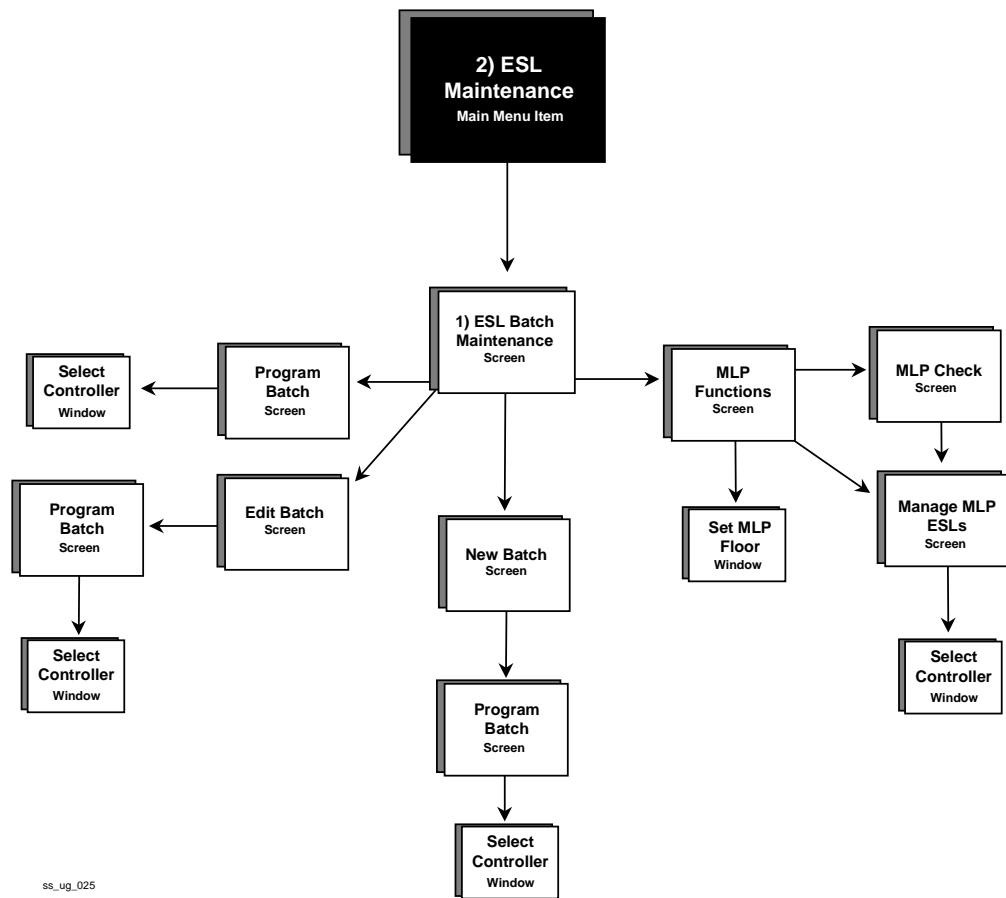 2) ESL
Maintenance
Main Menu Item
1) ESL Batch
Maintenance
Screen
Select
Controller
Window
Program
Batch
Screen
MLP
Functions
Screen
MLP Check
Screen
Program
Batch
Screen
Edit Batch
Screen
New Batch
Screen
Set MLP
Floor
Window
Manage MLP
ESLs
Screen
Select
Controller
Window
Program
Batch
Screen
Select
Controller
Window
Select
Controller
Window
ss_ug_025